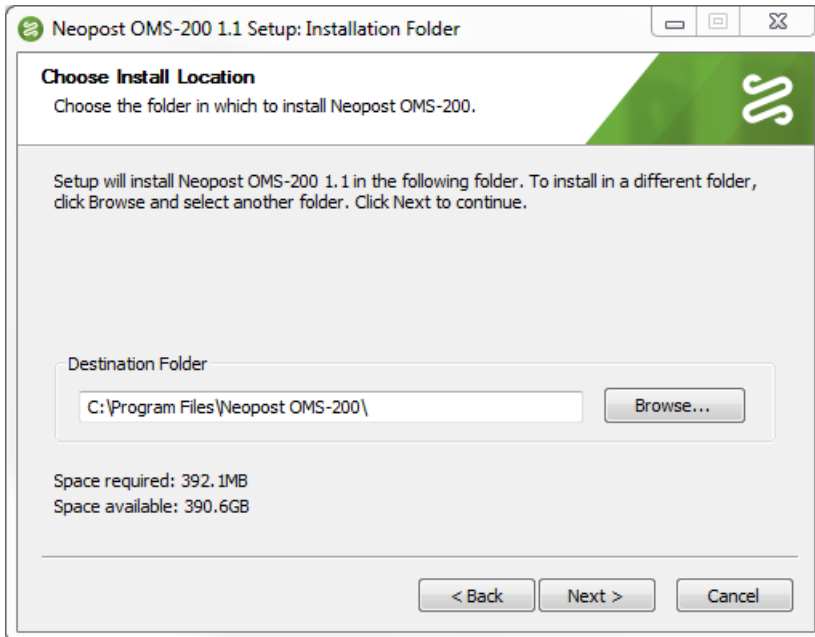 Neopost OMS-200 1.1 Setup: Installation Folder
Choose Install Location
Choose the folder in which to install Neopost OMS-200.
Setup will install Neopost OMS-200 1.1 in the following folder. To install in a different folder,
click Browse and select another folder. Click Next to continue.
Destination Folder
C:\Program Files\Neopost OMS-200\
Browse...
Space required: 392.1MB
Space available: 390.6GB
< Back
Next >
Cancel